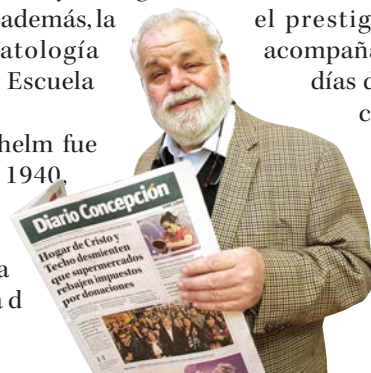 además, la
atología
Escuela
helm fue
1940,
a
a d
el prestig
acompaña
días d
c
Diario Concepción
Hogar de Cristo y
Techo desmienten
que supermercados
rebajen impuestos
por donaciones